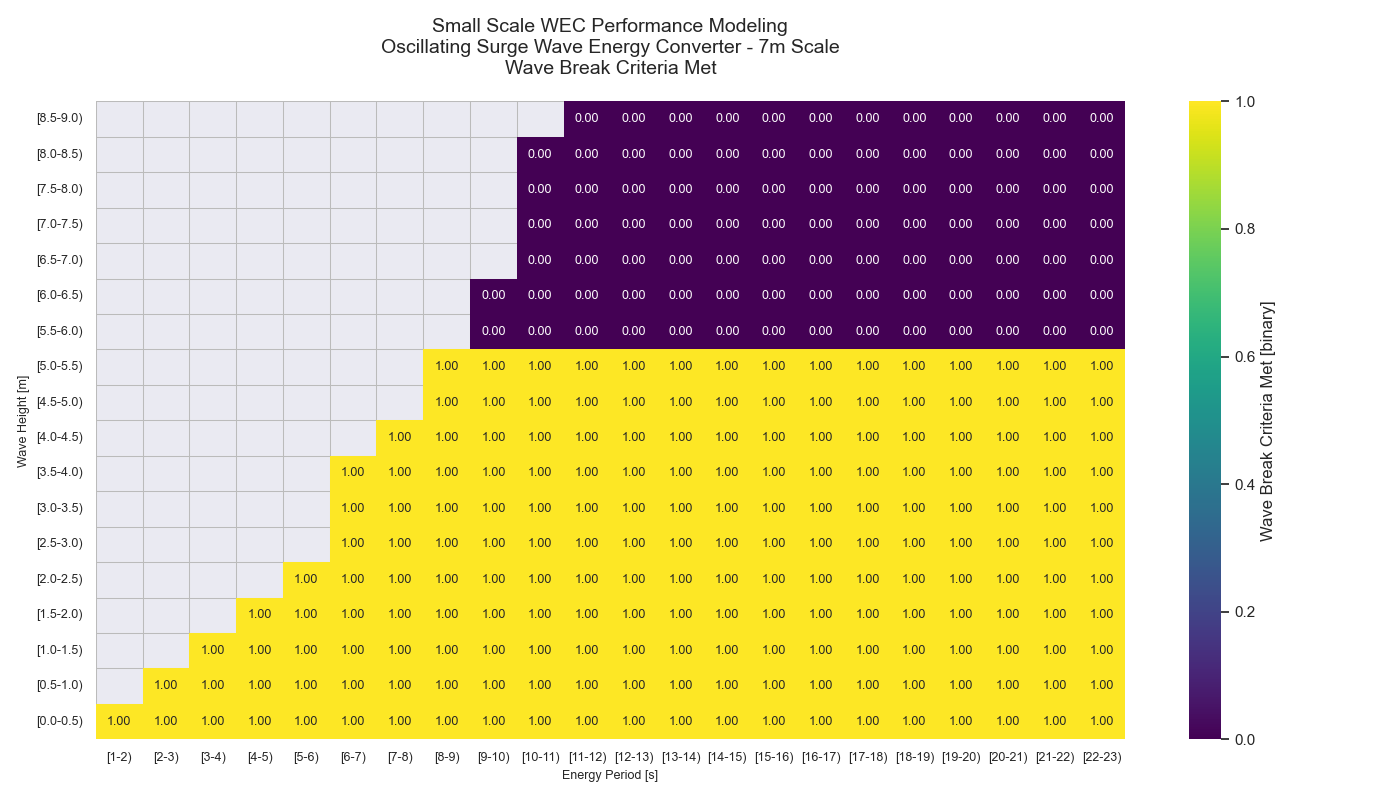 Small Scale WEC Performance Modeling
Oscillating Surge Wave Energy Converter - 7m Scale
Wave Break Criteria Met
[8.5-9.0) 0.00 0.00 0.00 0.00 0.00 0.00 0.00 0.00 0.00 0.00 0.00 0.00
[8.0-8.5) 0.00 0.00 0.00 0.00 0.00 0.00 0.00 0.00 0.00 0.00 0.00 0.00 0.00
[7.5-8.0) 0.00 0.00 0.00 0.00 0.00 0.00 0.00 0.00 0.00 0.00 0.00 0.00 0.00
[7.0-7.5) 0.00 0.00 0.00 0.00 0.00 0.00 0.00 0.00 0.00 0.00 0.00 0.00 0.00
[6.5-7.0) 0.00 0.00 0.00 0.00 0.00 0.00 0.00 0.00 0.00 0.00 0.00 0.00 0.00
[6.0-6.5) 0.00 0.00 0.00 0.00 0.00 0.00 0.00 0.00 0.00 0.00 0.00 0.00 0.00 0.00
[5.5-6.0) 0.00 0.00 0.00 0.00 0.00 0.00 0.00 0.00 0.00 0.00 0.00 0.00 0.00 0.00
[5.0-5.5) 1.00 1.00 1.00 1.00 1.00 1.00 1.00 1.00 1.00 1.00 1.00 1.00 1.00 1.00 1.00
[4.5-5.0) 1.00 1.00 1.00 1.00 1.00 1.00 1.00 1.00 1.00 1.00 1.00 1.00 1.00 1.00 1.00
[4.0-4.5) 1.00 1.00 1.00 1.00 1.00 1.00 1.00 1.00 1.00 1.00 1.00 1.00 1.00 1.00 1.00 1.00
[3.5-4.0) 1.00 1.00 1.00 1.00 1.00 1.00 1.00 1.00 1.00 1.00 1.00 1.00 1.00 1.00 1.00 1.00 1.00
[3.0-3.5) 1.00 1.00 1.00 1.00 1.00 1.00 1.00 1.00 1.00 1.00 1.00 1.00 1.00 1.00 1.00 1.00 1.00
[2.5-3.0) 1.00 1.00 1.00 1.00 1.00 1.00 1.00 1.00 1.00 1.00 1.00 1.00 1.00 1.00 1.00 1.00 1.00
[2.0-2.5) 1.00 1.00 1.00 1.00 1.00 1.00 1.00 1.00 1.00 1.00 1.00 1.00 1.00 1.00 1.00 1.00 1.00 1.00
[1.5-2.0) 1.00 1.00 1.00 1.00 1.00 1.00 1.00 1.00 1.00 1.00 1.00 1.00 1.00 1.00 1.00 1.00 1.00 1.00 1.00
[1.0-1.5) 1.00 1.00 1.00 1.00 1.00 1.00 1.00 1.00 1.00 1.00 1.00 1.00 1.00 1.00 1.00 1.00 1.00 1.00 1.00 1.00
[0.5-1.0) 1.00 1.00 1.00 1.00 1.00 1.00 1.00 1.00 1.00 1.00 1.00 1.00 1.00 1.00 1.00 1.00 1.00 1.00 1.00 1.00 1.00
[0.0-0.5) 1.00 1.00 1.00 1.00 1.00 1.00 1.00 1.00 1.00 1.00 1.00 1.00 1.00 1.00 1.00 1.00 1.00 1.00 1.00 1.00 1.00 1.00
[1-2) [2-3) [3-4) [4-5) [5-6) [6-7) [7-8) [8-9) [9-10) [10-11) [11-12) [12-13) [13-14) [14-15) [15-16) [16-17) [17-18) [18-19) [19-20) [20-21) [21-22) [22-23)
Energy Period [s]
Wave Height [m]
1.0
0.8
0.6
0.4
0.2
0.0
Wave Break Criteria Met [binary]